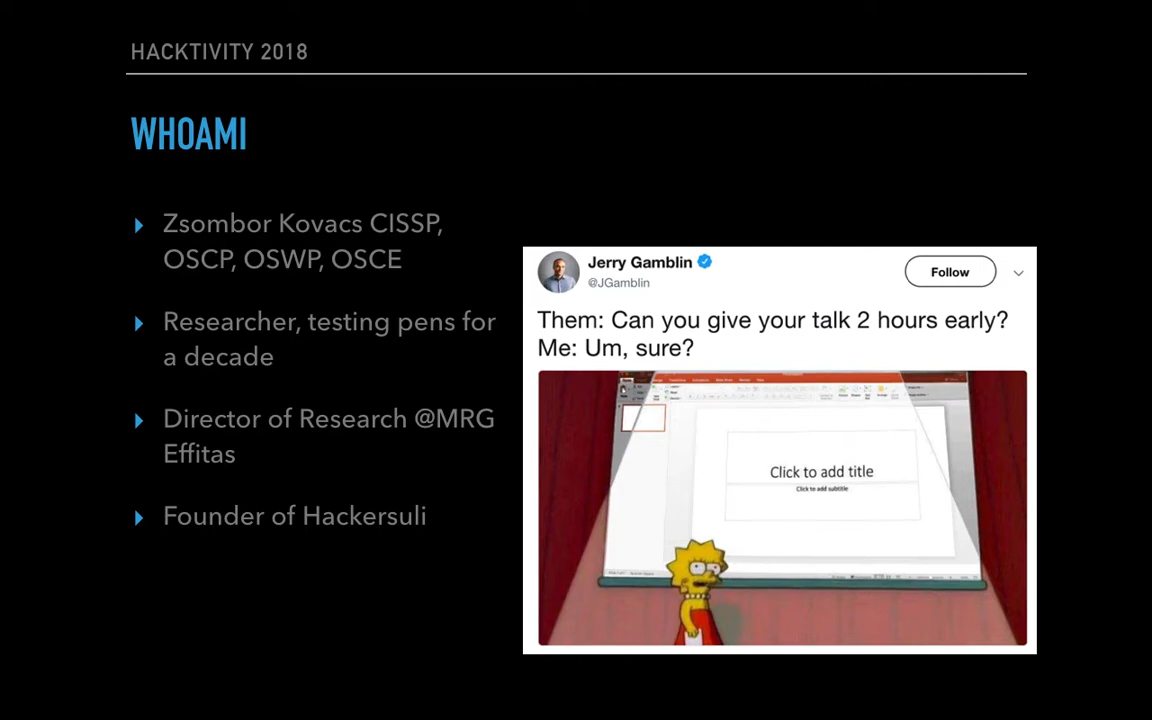 HACKTIVITY 2018
WHOAMI
Zsombor Kovacs CISSP,
OSCP, OSWP, OSCE
Researcher, testing pens for
a decade
Director of Research @MRG
Effitas
Founder of Hackersuli
Jerry Gamblin
@JGamblin
Follow
Them: Can you give your talk 2 hours early?
Me: Um, sure?
Click to add title
Click to add subtitle